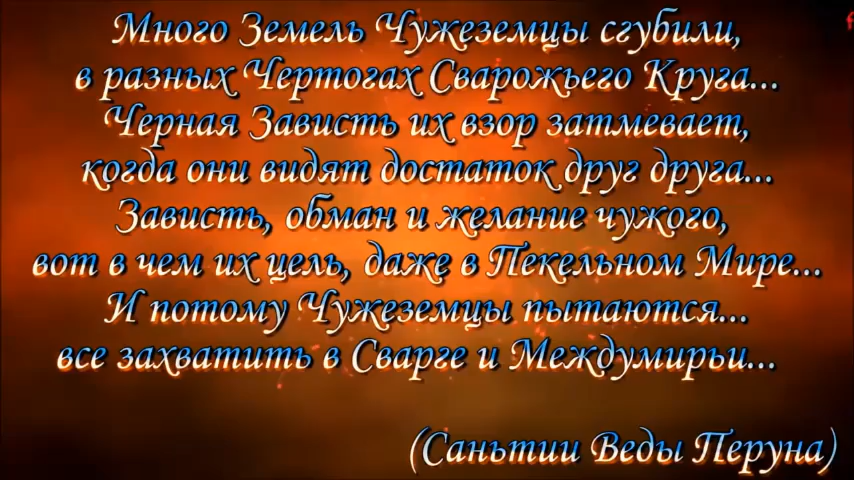 Много Земель Чужеземцы сгубили,
в разных Чертогах Сварожьего Круга...
Черная Зависть их взор затмевает,
когда они видят достаток друг друга...
Зависть, обман и желание чужого,
вот в чем их цель, даже в Пекельном Мире...
И потому Чужеземцы пытаются...
все захватить в Сварге и Междумирьи...
(Саньтии Веды Перуна)